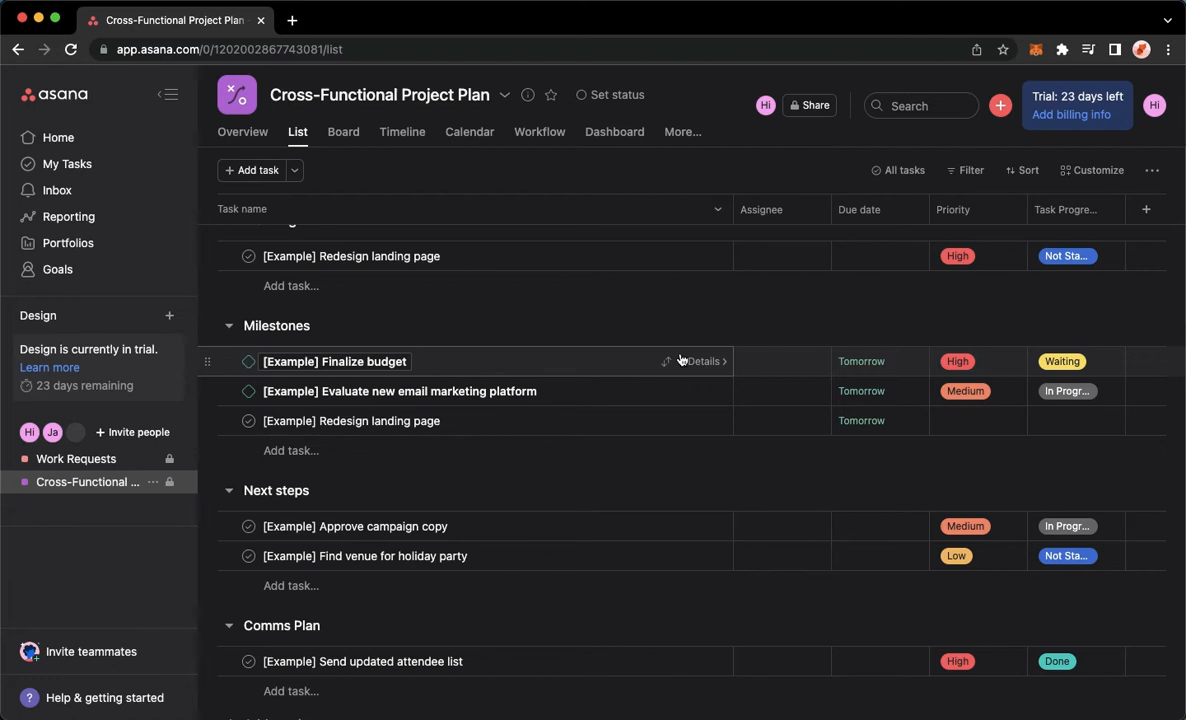 Cross-Functional Project Plan
app.asana.com/0/1202002867743081/list
asana
Home
My Tasks
Inbox
Reporting
Portfolios
Goals
Design
Design is currently in trial.
Learn more
23 days remaining
Hi Ja + Invite people
Work Requests
Cross-Functional ...
Invite teammates
? Help & getting started
Cross-Functional Project Plan
Set status
Hi
Share
Search
Trial: 23 days left
Add billing info
Hi
Overview List Board Timeline Calendar Workflow Dashboard More...
+ Add task
All tasks Filter Sort Customize
Task name Assignee Due date Priority Task Progre...
[Example] Redesign landing page High Not Sta...
Add task...
Milestones
[Example] Finalize budget Details > Tomorrow High Waiting
[Example] Evaluate new email marketing platform Tomorrow Medium In Progr...
[Example] Redesign landing page Tomorrow
Add task...
Next steps
[Example] Approve campaign copy Medium In Progr...
[Example] Find venue for holiday party Low Not Sta...
Add task...
Comms Plan
[Example] Send updated attendee list High Done
Add task...